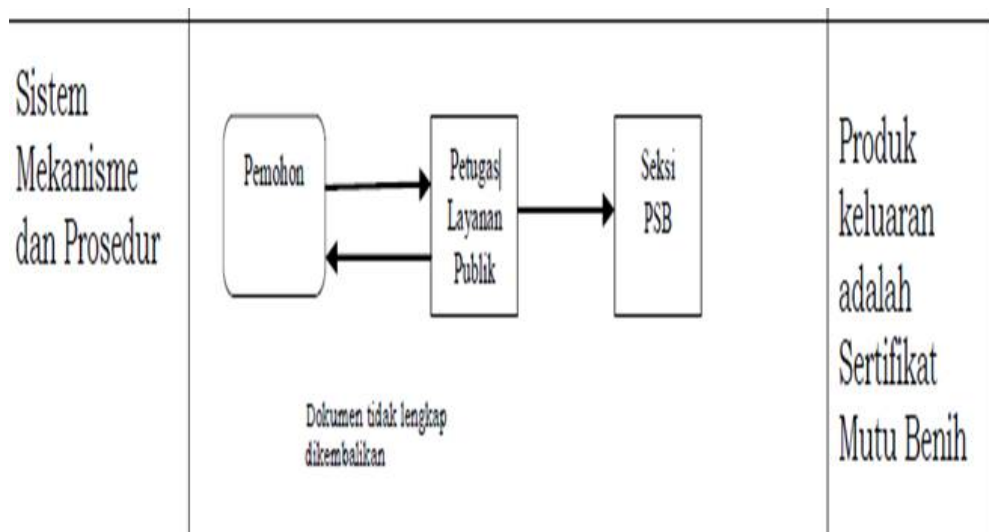 Sistem
Mekanisme
dan Prosedur
Pemohon
Petugas
Layanan
Publik
Seksi
PSB
Dokumen tidak lengkap
dikembalikan
Produk
keluaran
adalah
Sertifikat
Mutu Benih